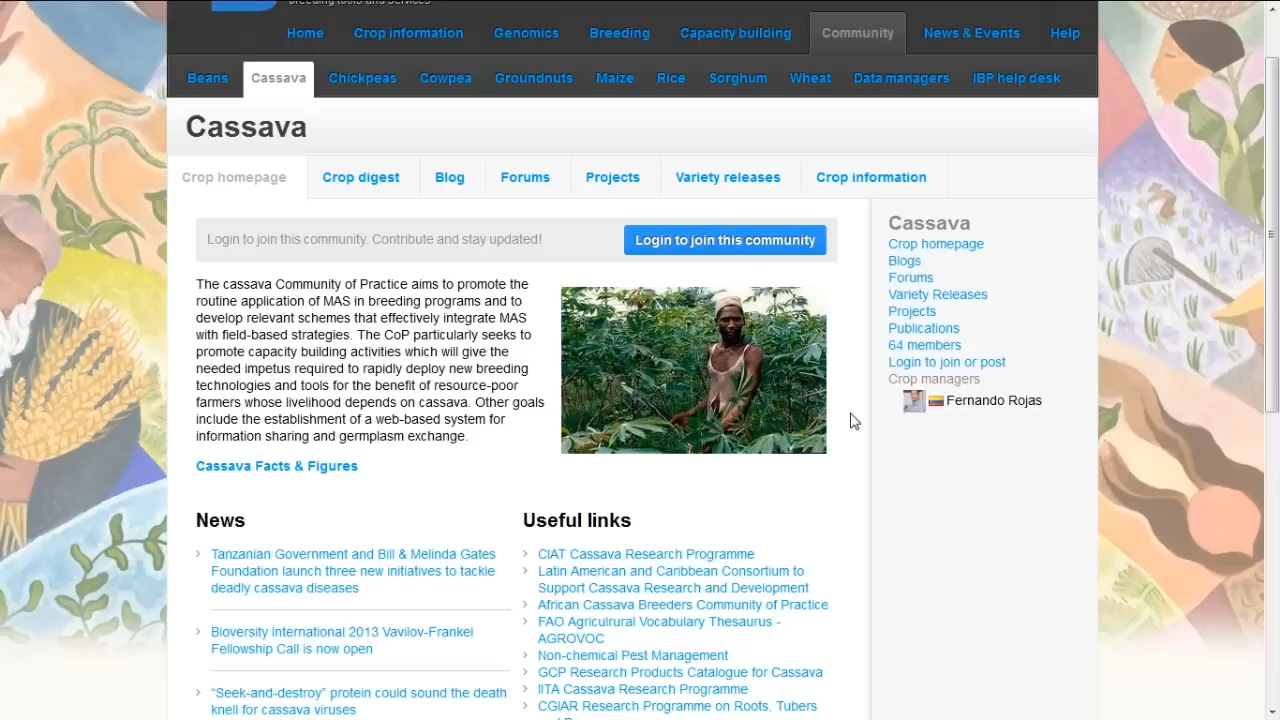 breeding tools and services
Home Crop information Genomics Breeding Capacity building Community News & Events Help
Beans Cassava Chickpeas Cowpea Groundnuts Maize Rice Sorghum Wheat Data managers IBP help desk
Cassava
Crop homepage Crop digest Blog Forums Projects Variety releases Crop information
Login to join this community. Contribute and stay updated!
Login to join this community
The cassava Community of Practice aims to promote the
routine application of MAS in breeding programs and to
develop relevant schemes that effectively integrate MAS
with field-based strategies. The CoP particularly seeks to
promote capacity building activities which will give the
needed impetus required to rapidly deploy new breeding
technologies and tools for the benefit of resource-poor
farmers whose livelihood depends on cassava. Other goals
include the establishment of a web-based system for
information sharing and germplasm exchange.
Cassava Facts & Figures
News
Tanzanian Government and Bill & Melinda Gates
Foundation launch three new initiatives to tackle
deadly cassava diseases
Bioversity International 2013 Vavilov-Frankel
Fellowship Call is now open
“Seek-and-destroy” protein could sound the death
knell for cassava viruses
Useful links
CIAT Cassava Research Programme
Latin American and Caribbean Consortium to
Support Cassava Research and Development
African Cassava Breeders Community of Practice
FAO Agricultrural Vocabulary Thesaurus -
AGROVOC
Non-chemical Pest Management
GCP Research Products Catalogue for Cassava
IITA Cassava Research Programme
CGIAR Research Programme on Roots, Tubers
Cassava
Crop homepage
Blogs
Forums
Variety Releases
Projects
Publications
64 members
Login to join or post
Crop managers
Fernando Rojas